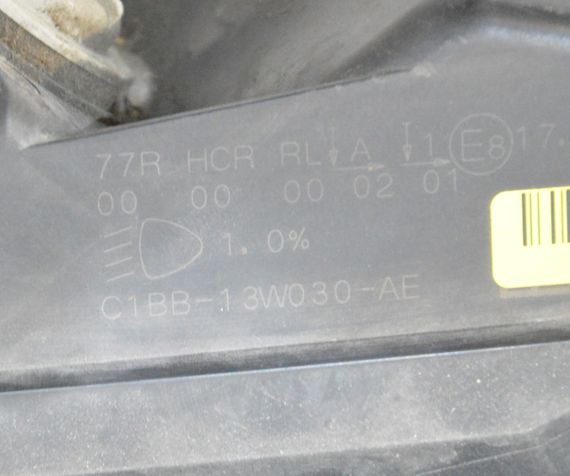 77R HCR RL A 1 E8 17.
00 00 00 02 01
1.0%
C1BB-13W030-AE